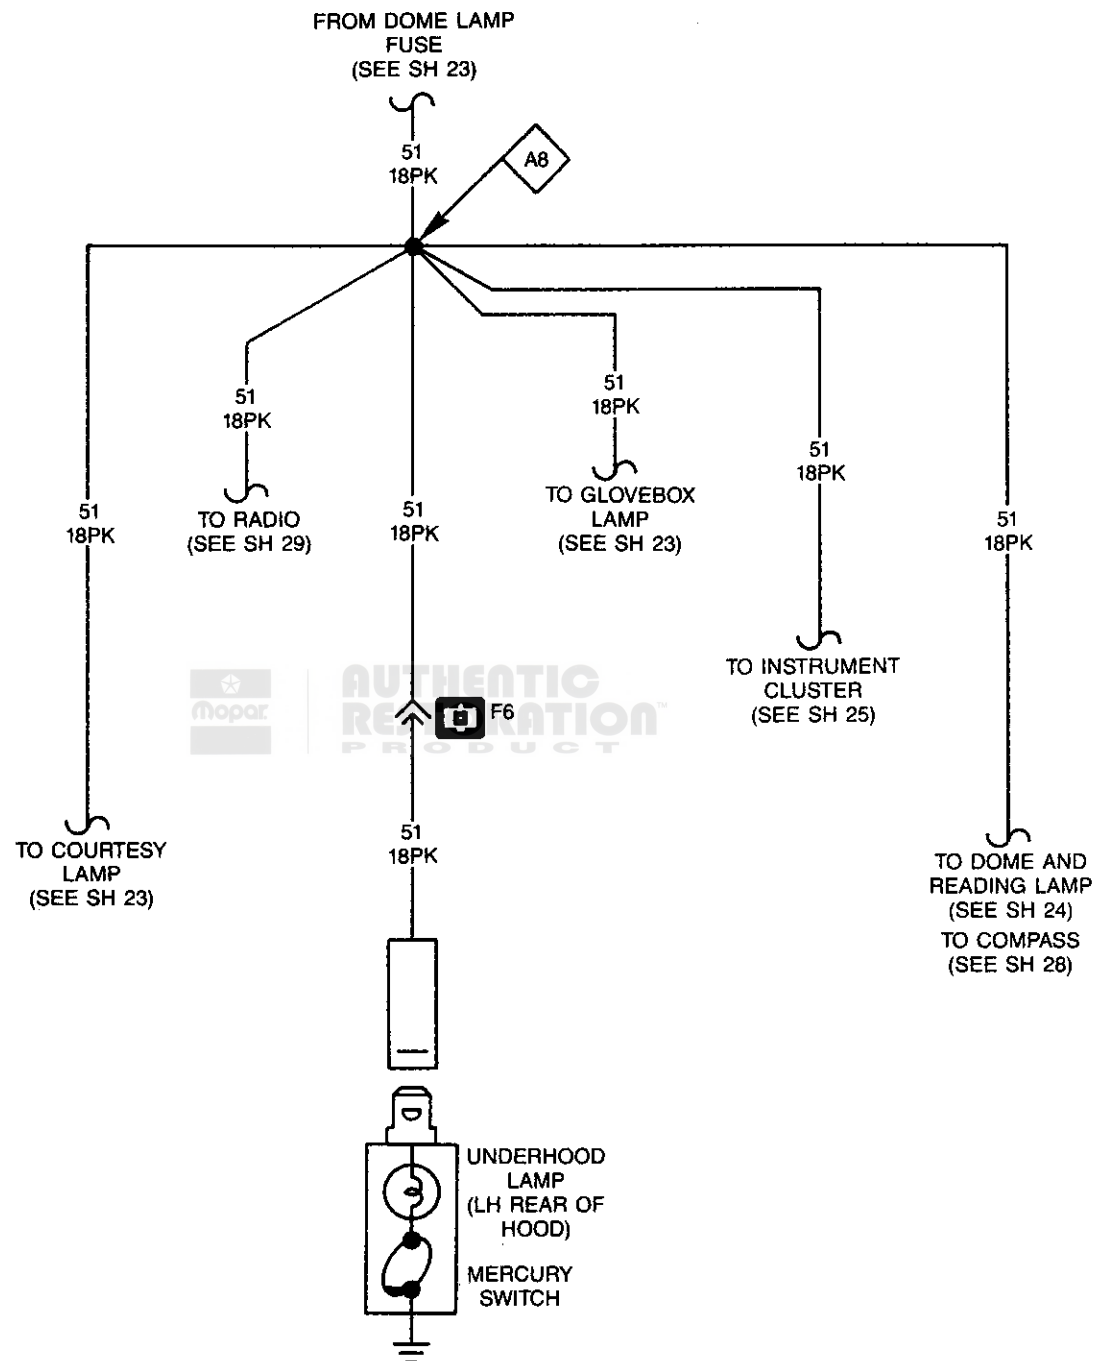 FROM DOME LAMP
FUSE
(SEE SH 23)
51
18PK
A8
51
18PK
TO RADIO
(SEE SH 29)
51
18PK
TO GLOVEBOX
LAMP
(SEE SH 23)
51
18PK
TO INSTRUMENT
CLUSTER
(SEE SH 25)
51
18PK
TO COURTESY
LAMP
(SEE SH 23)
51
18PK
51
18PK
TO DOME AND
READING LAMP
(SEE SH 24)
TO COMPASS
(SEE SH 28)
Mopar
AUTHENTIC
RESTORATION™
PRODUCT
F6
51
18PK
UNDERHOOD
LAMP
(LH REAR OF
HOOD)
MERCURY
SWITCH